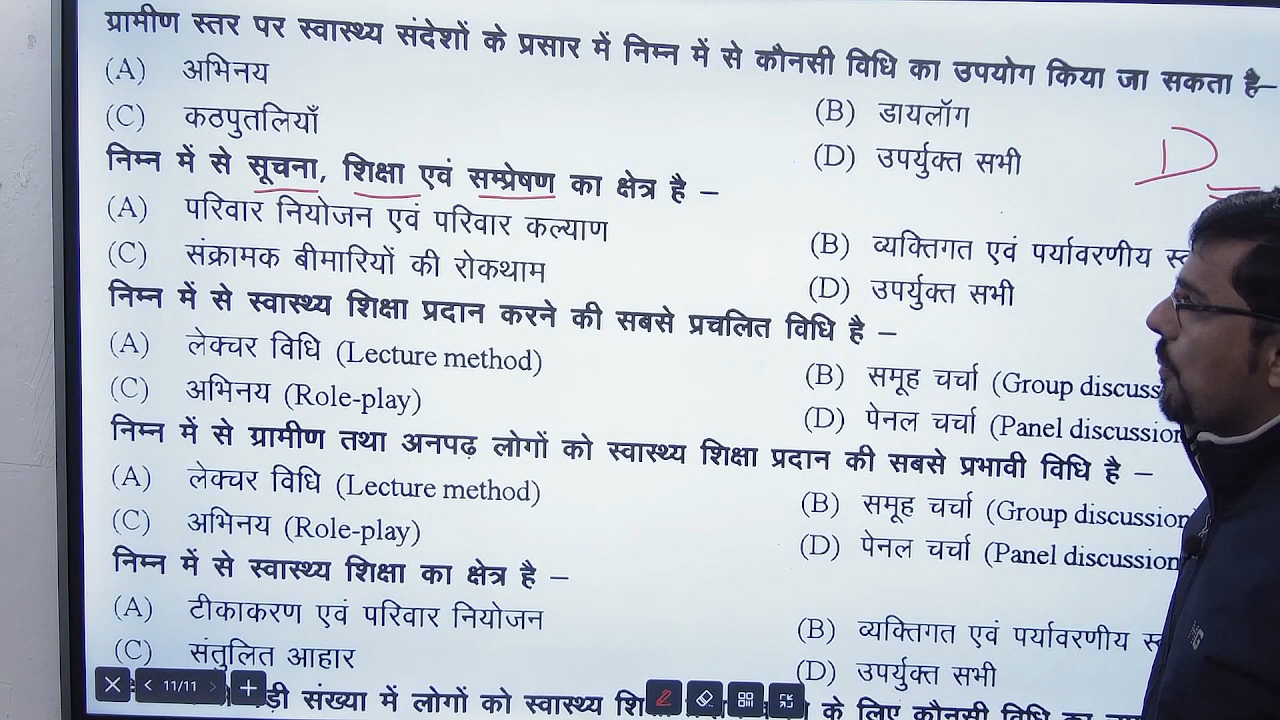 ग्रामीण स्तर पर स्वास्थ्य संदेशों के प्रसार में निम्न में से कौनसी विधि का उपयोग किया जा सकता है–
(A) अभिनय
(B) डायलॉग
(C) कठपुतलियाँ
(D) उपर्युक्त सभी
D
निम्न में से सूचना, शिक्षा एवं सम्प्रेषण का क्षेत्र है –
(A) परिवार नियोजन एवं परिवार कल्याण
(B) व्यक्तिगत एवं पर्यावरणीय
(C) संक्रामक बीमारियों की रोकथाम
(D) उपर्युक्त सभी
निम्न में से स्वास्थ्य शिक्षा प्रदान करने की सबसे प्रचलित विधि है –
(A) लेक्चर विधि (Lecture method)
(B) समूह चर्चा (Group discuss
(C) अभिनय (Role-play)
(D) पेनल चर्चा (Panel discussion
निम्न में से ग्रामीण तथा अनपढ़ लोगों को स्वास्थ्य शिक्षा प्रदान की सबसे प्रभावी विधि है –
(A) लेक्चर विधि (Lecture method)
(B) समूह चर्चा (Group discussion
(C) अभिनय (Role-play)
(D) पेनल चर्चा (Panel discussion
निम्न में से स्वास्थ्य शिक्षा का क्षेत्र है –
(A) टीकाकरण एवं परिवार नियोजन
(B) व्यक्तिगत एवं पर्यावरणीय
(C) संतुलित आहार
(D) उपर्युक्त सभी
11/11
संख्या में लोगों को स्वास्थ्य के लिए कौनसी विधि का